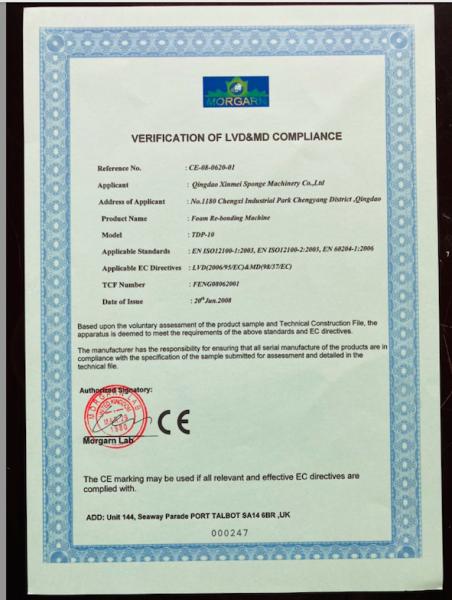 MORGARN
VERIFICATION OF LVD&MD COMPLIANCE
Reference No. : CE-08-0620-01
Applicant : Qingdao Xinmei Sponge Machinery Co.,Ltd
Address of Applicant : No.1180 Chengxi Industrial Park Chengyang District ,Qingdao
Product Name : Foam Re-bonding Machine
Model : TDP-10
Applicable Standards : EN ISO12100-1:2003, EN ISO12100-2:2003, EN 60204-1:2006
Applicable EC Directives : LVD(2006/95/EC)&MD(98/37/EC)
TCF Number : FENG08062001
Date of Issue : 20th Jun.2008
Based upon the voluntary assessment of the product sample and Technical Construction File, the
apparatus is deemed to meet the requirements of the above standards and EC directives.
The manufacturer has the responsibility for ensuring that all serial manufacture of the products are in
compliance with the specification of the sample submitted for assessment and detailed in the
technical file.
Authorized Signatory:
MORGARN LAB
CE
Morgarn Lab.
The CE marking may be used if all relevant and effective EC directives are
complied with.
ADD: Unit 144, Seaway Parade PORT TALBOT SA14 6BR ,UK
000247